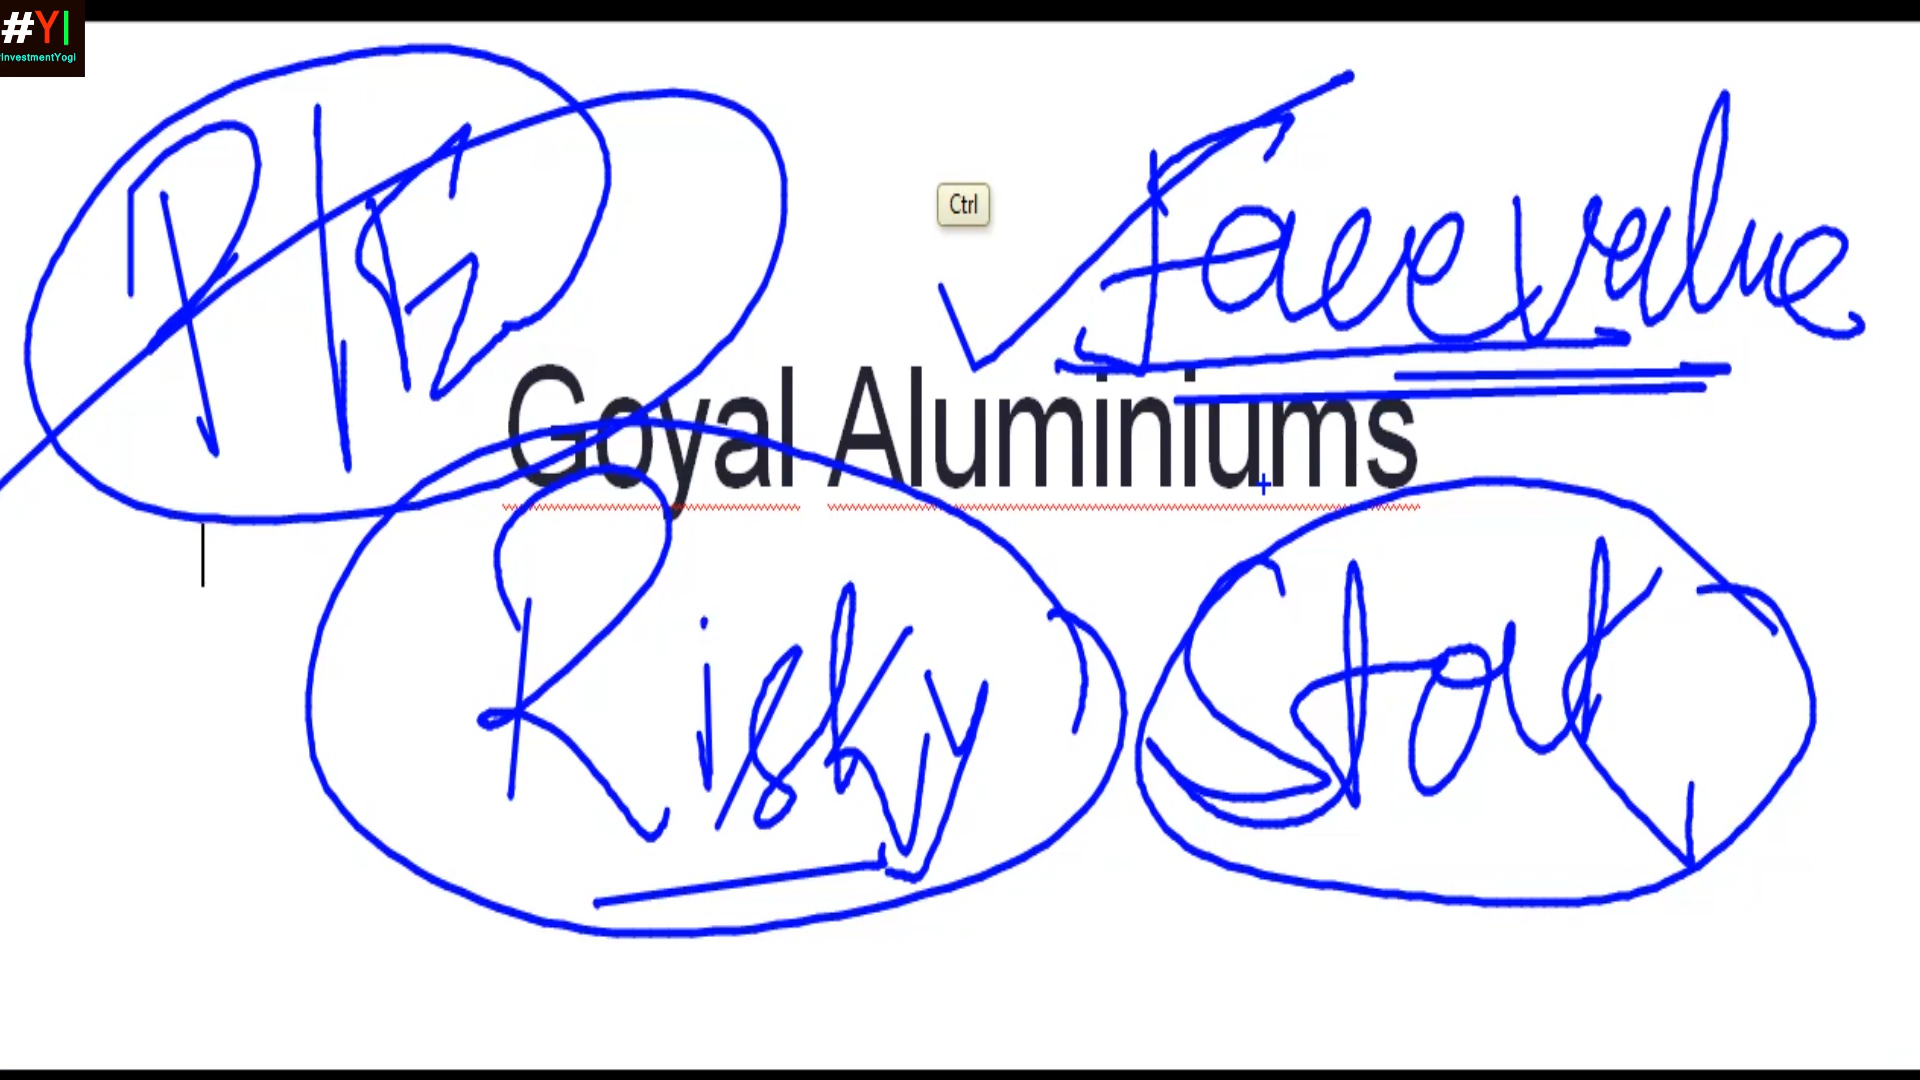 #YI
InvestmentYogi
P/E
Face value
Ctrl
Goyal Aluminiums
Risky Stock